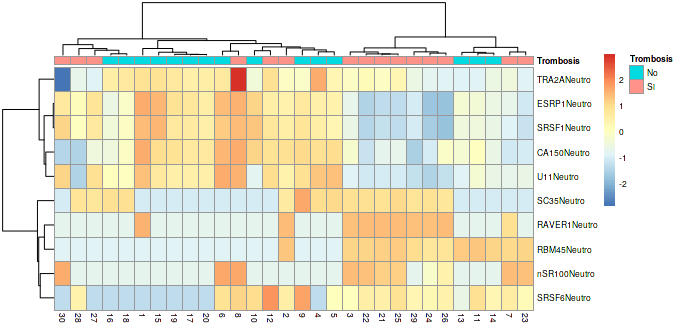 Trombosis
Trombosis
No
SI
TRA2ANeutro
ESRP1Neutro
SRSF1Neutro
CA150Neutro
U11Neutro
SC35Neutro
RAVER1Neutro
RBM45Neutro
nSR100Neutro
SRSF6Neutro
2
1
0
-1
-2
30 28 27 16 18 1 15 19 17 20 6 8 10 12 2 9 4 5 3 22 21 25 29 24 26 13 11 14 7 23